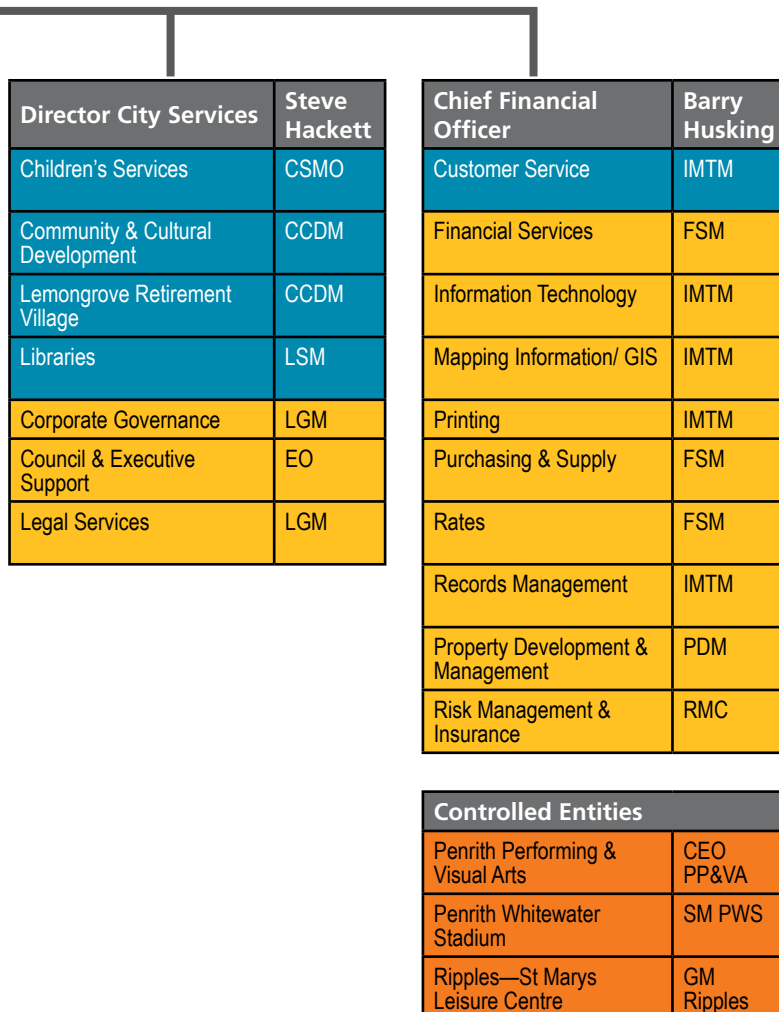 Director City Services
Steve
Hackett
Children's Services
CSMO
Community & Cultural
Development
CCDM
Lemongrove Retirement
Village
CCDM
Libraries
LSM
Corporate Governance
LGM
Council & Executive
Support
EO
Legal Services
LGM
Chief Financial
Officer
Barry
Husking
Customer Service
IMTM
Financial Services
FSM
Information Technology
IMTM
Mapping Information/ GIS
IMTM
Printing
IMTM
Purchasing & Supply
FSM
Rates
FSM
Records Management
IMTM
Property Development &
Management
PDM
Risk Management &
Insurance
RMC
Controlled Entities
Penrith Performing &
Visual Arts
CEO
PP&VA
Penrith Whitewater
Stadium
SM PWS
Ripples—St Marys
Leisure Centre
GM
Ripples